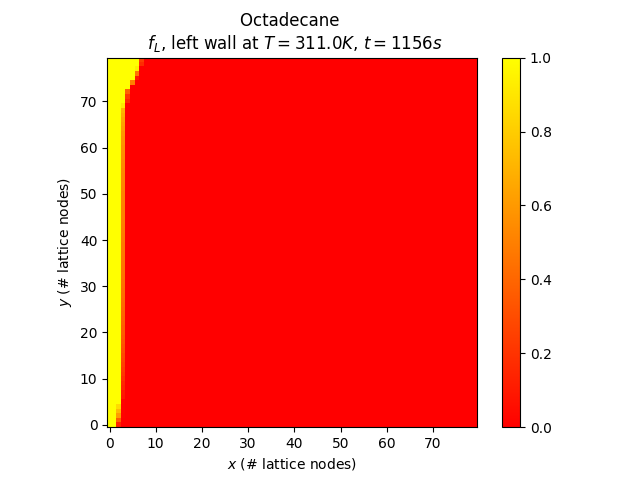 Octadecane
f_L, left wall at T = 311.0K, t = 1156s
y (# lattice nodes)
70
60
50
40
30
20
10
0
0 10 20 30 40 50 60 70
x (# lattice nodes)
1.0
0.8
0.6
0.4
0.2
0.0